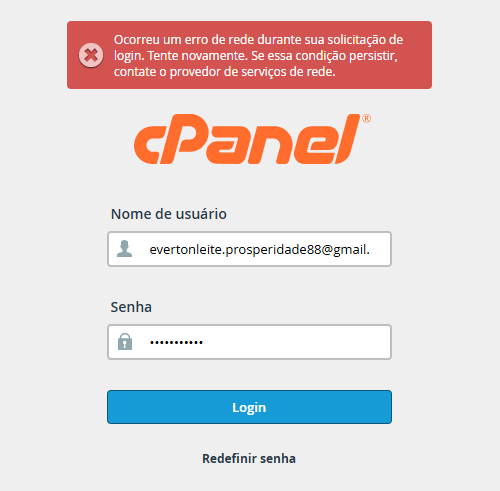 Ocorreu um erro de rede durante sua solicitação de
login. Tente novamente. Se essa condição persistir,
contate o provedor de serviços de rede.
cPanel®
Nome de usuário
evertonleite.prosperidade88@gmail.
Senha
•••••••••••
Login
Redefinir senha